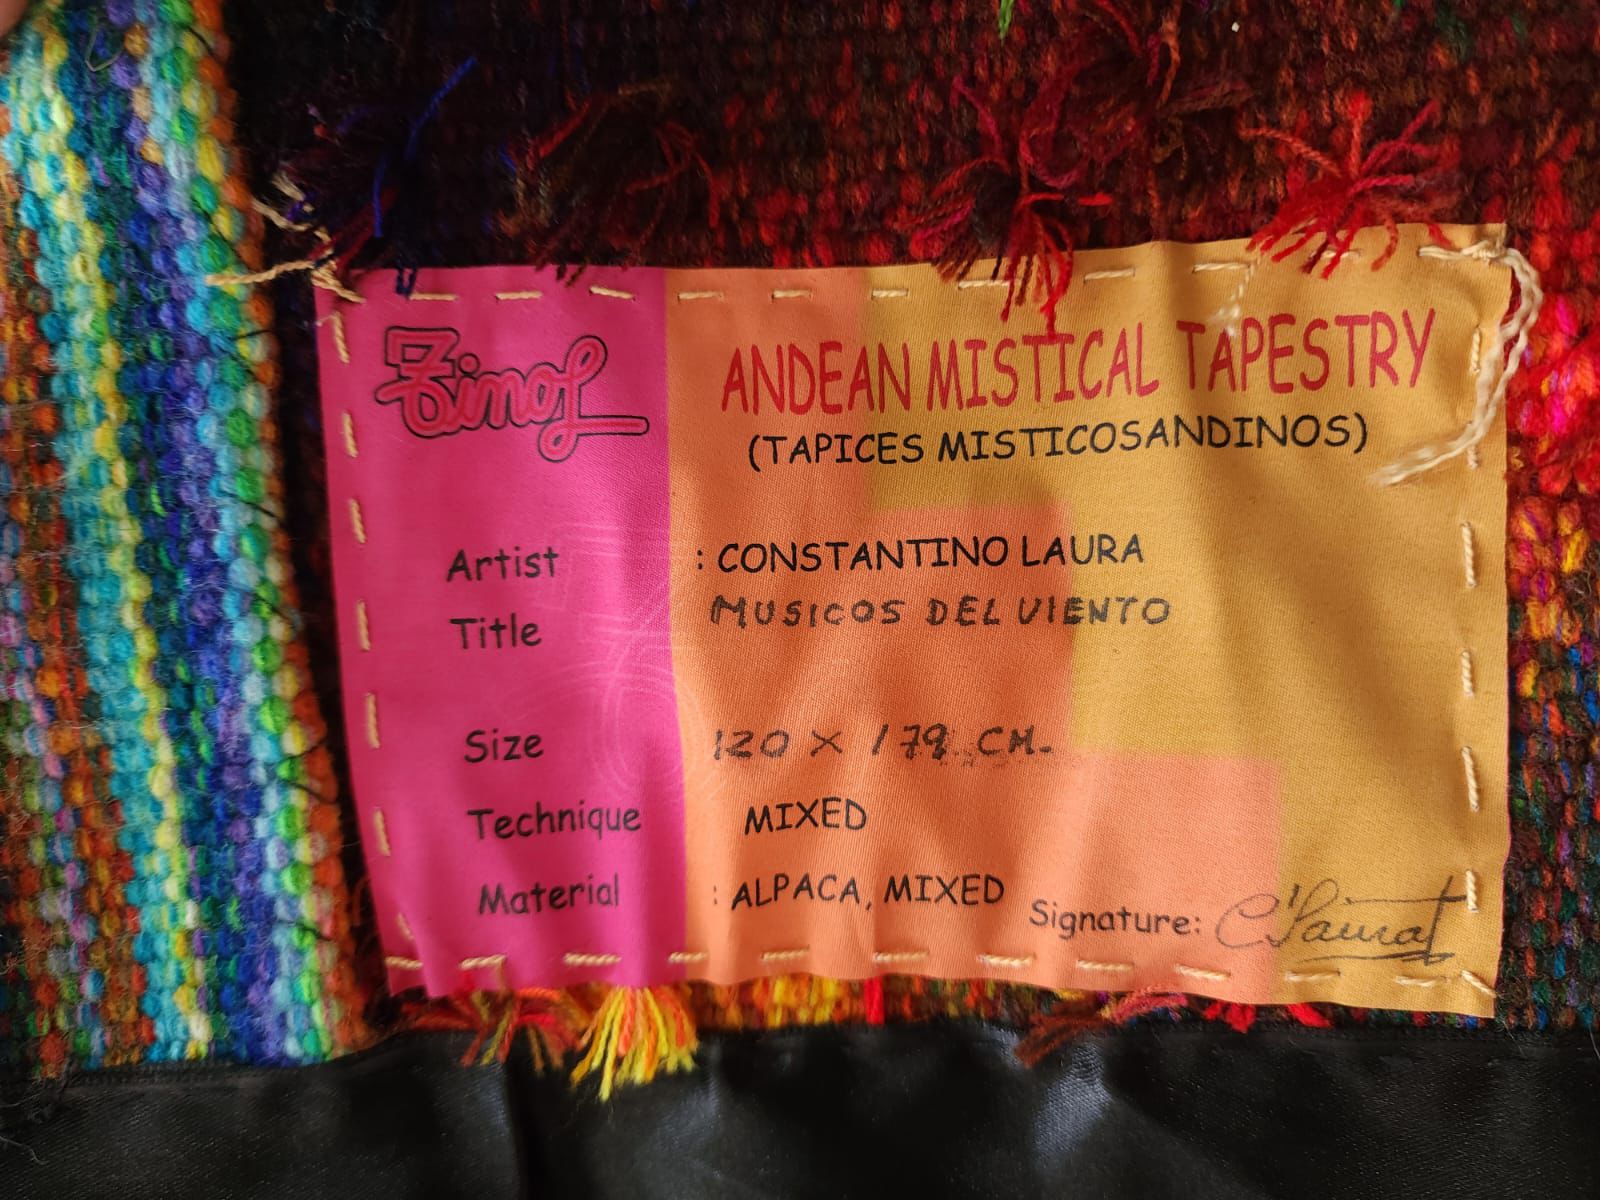 TinoL
ANDEAN MISTICAL TAPESTRY
(TAPICES MISTICOSANDINOS)
Artist : CONSTANTINO LAURA
Title MUSICOS DEL VIENTO
Size 120 X 179 CM.
Technique MIXED
Material : ALPACA, MIXED
Signature: